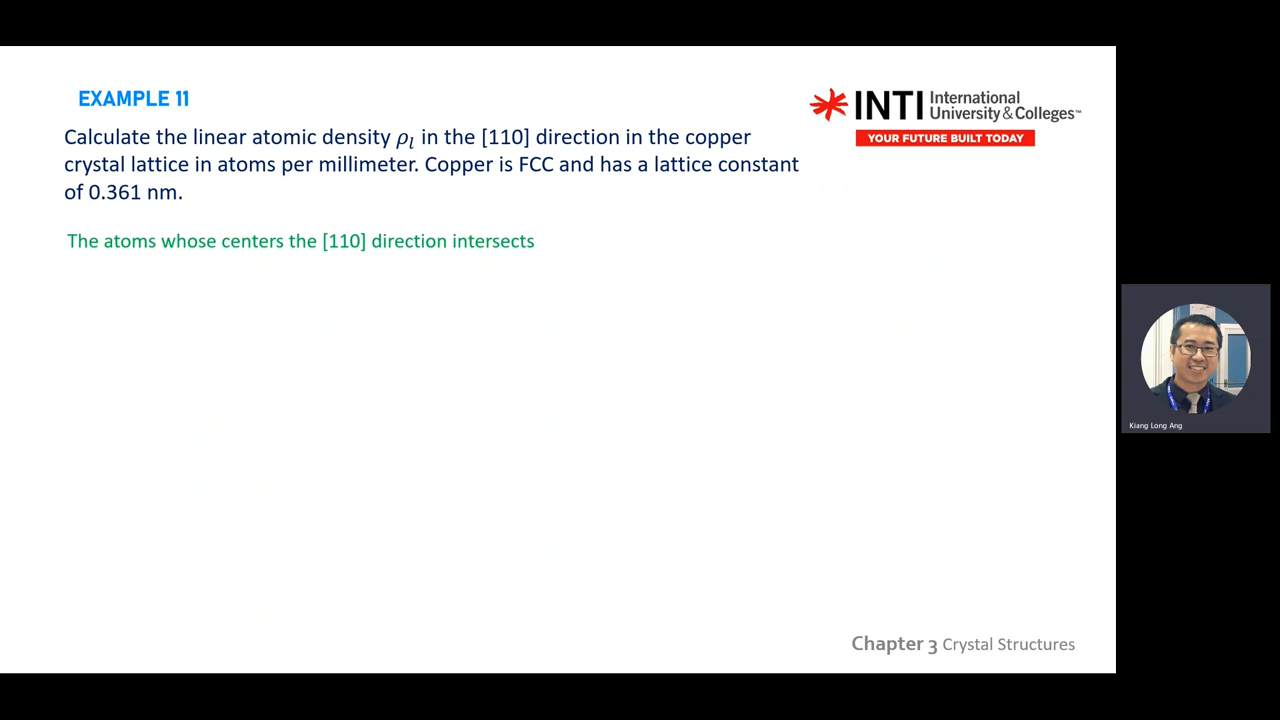 EXAMPLE 11
INTI International
University & Colleges™
YOUR FUTURE BUILT TODAY
Calculate the linear atomic density ρₗ in the [110] direction in the copper
crystal lattice in atoms per millimeter. Copper is FCC and has a lattice constant
of 0.361 nm.
The atoms whose centers the [110] direction intersects
Kiang Long Ang
Chapter 3 Crystal Structures